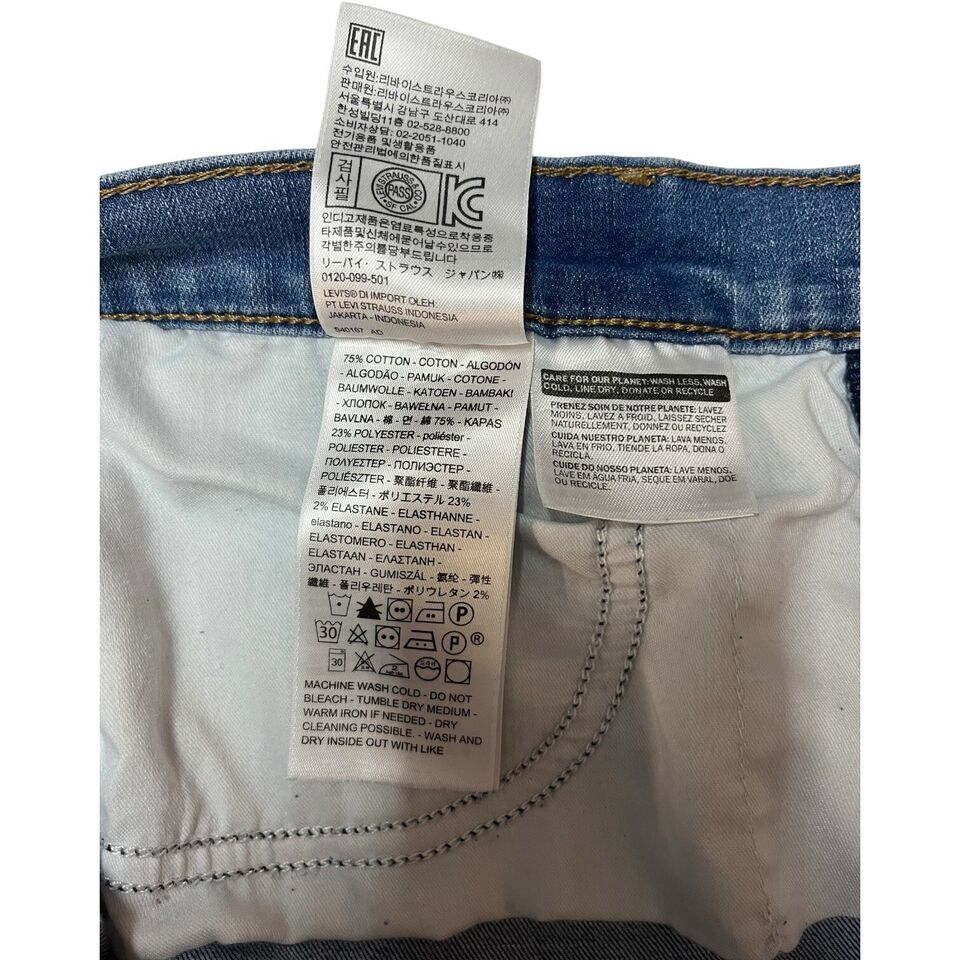 EAC
수입원:리바이스트라우스코리아㈜
판매원:리바이스트라우스코리아㈜
서울특별시 강남구 도산대로 414
한성빌딩11층 02-528-8800
소비자상담: 02-2051-1040
전기용품 및생활용품
안전관리법에의한품질표시
검사필
LEVI STRAUSS & CO.
PASS
SF CAL
인디고제품은염료특성으로착용중
타제품및신체에묻어날수있으므로
각별한주의를당부드립니다
リーバイ・ストラウス ジャパン㈱
0120-099-501
LEVI'S® DI IMPORT OLEH
PT LEVI STRAUSS INDONESIA
JAKARTA - INDONESIA
S40187 AD
75% COTTON - COTON - ALGODÓN
- ALGODÃO - PAMUK - COTONE -
BAUMWOLLE - KATOEN - BAMBAKI
- ХЛОПОК - BAWEŁNA - PAMUT -
BAVLNA - 棉 - 면 - 綿 75% - KAPAS
23% POLYESTER - poliéster -
POLIESTER - POLIESTERE -
ΠΟΛΥΕΣΤΕΡ - ПОЛИЭСТЕР -
POLIÉSZTER - 聚酯纤维 - 聚酯纖維 -
폴리에스터 - ポリエステル 23%
2% ELASTANE - ELASTHANNE -
elastano - ELASTANO - ELASTAN -
ELASTOMERO - ELASTHAN -
ELASTAAN - ΕΛΑΣΤΑΝΗ -
ЭЛАСТАН - GUMISZÁL - 氨纶 - 彈性
纖維 - 폴리우레탄 - ポリウレタン 2%
P
30 P ®
30
MACHINE WASH COLD - DO NOT
BLEACH - TUMBLE DRY MEDIUM -
WARM IRON IF NEEDED - DRY
CLEANING POSSIBLE. - WASH AND
DRY INSIDE OUT WITH LIKE
CARE FOR OUR PLANET: WASH LESS, WASH
COLD, LINE DRY, DONATE OR RECYCLE
PRENEZ SOIN DE NOTRE PLANETE: LAVEZ
MOINS, LAVEZ A FROID, LAISSEZ SECHER
NATURELLEMENT, DONNEZ OU RECYCLEZ
CUIDA NUESTRO PLANETA: LAVA MENOS.
LAVA EN FRIO, TIENDE LA ROPA, DONA O
RECICLA.
CUIDE DO NOSSO PLANETA: LAVE MENOS.
LAVE EM ÁGUA FRIA, SEQUE EM VARAL, DOE
OU RECICLE.